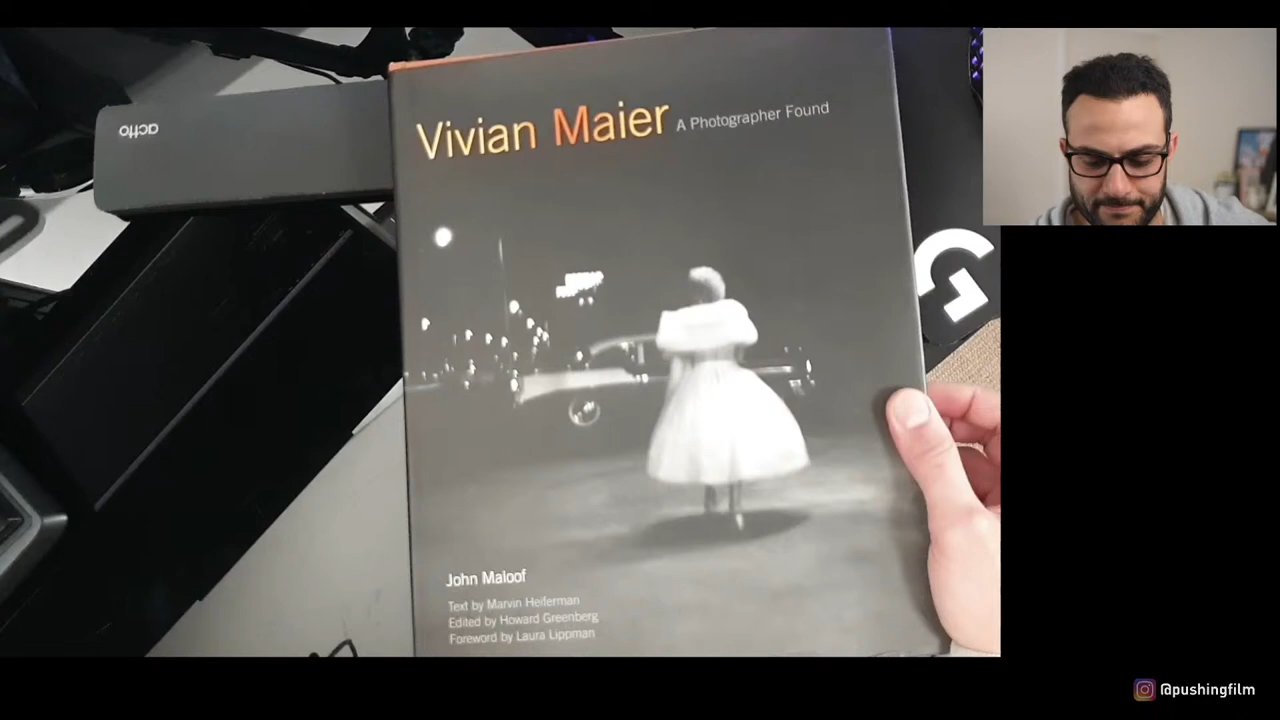 Vivian Maier A Photographer Found
actto
John Maloof
Text by Marvin Heiferman
Edited by Howard Greenberg
Foreword by Laura Lippman
@pushingfilm